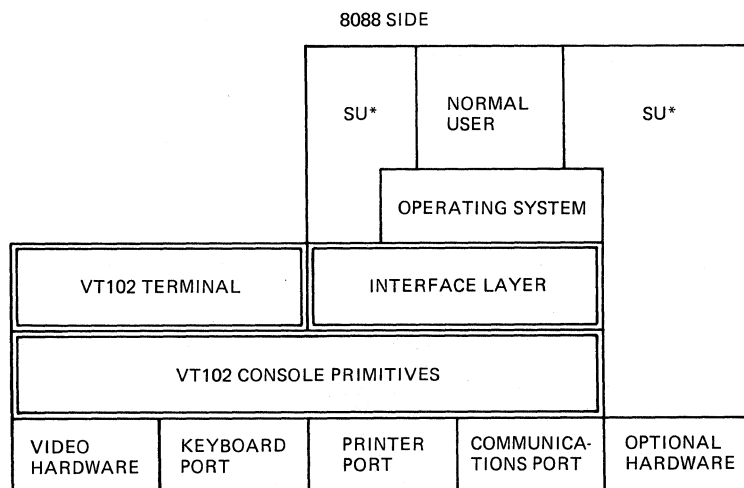 8088 SIDE
SU*
NORMAL
USER
SU*
OPERATING SYSTEM
VT102 TERMINAL
INTERFACE LAYER
VT102 CONSOLE PRIMITIVES
VIDEO
HARDWARE
KEYBOARD
PORT
PRINTER
PORT
COMMUNICA-
TIONS PORT
OPTIONAL
HARDWARE